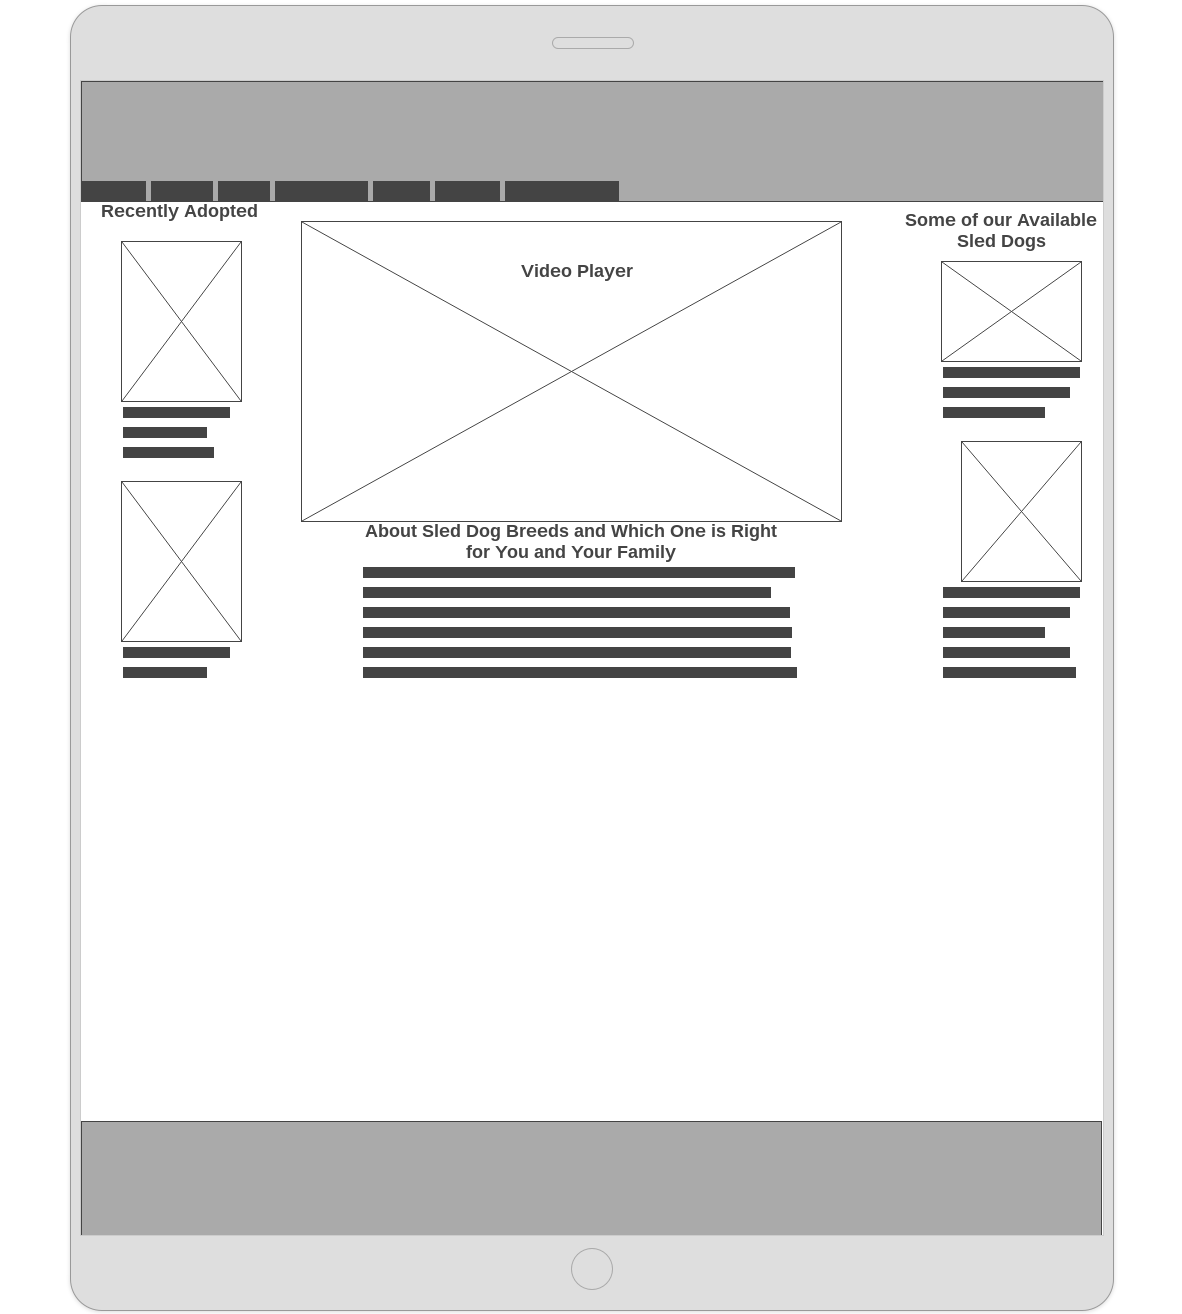 Recently Adopted
Video Player
About Sled Dog Breeds and Which One is Right
for You and Your Family
Some of our Available
Sled Dogs